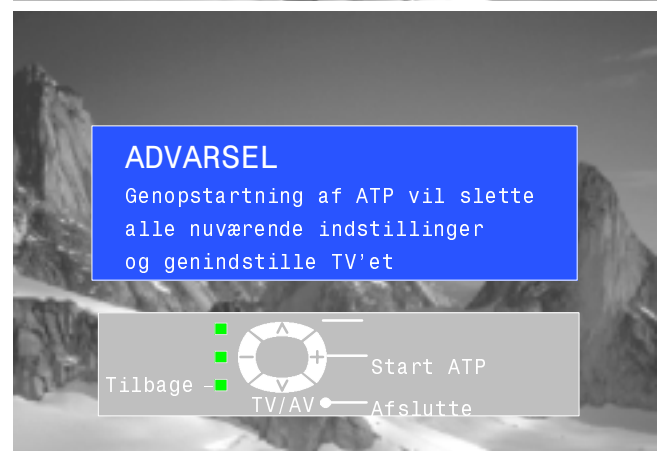 ADVARSEL
Genopstartning af ATP vil slette
alle nuværende indstillinger
og genindstille TV'et
Start ATP
Tilbage
TV/AV
Afslutte